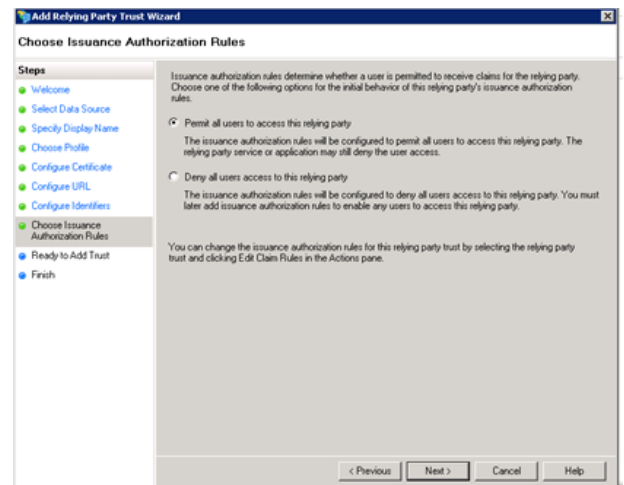 Add Relying Party Trust Wizard
Choose Issuance Authorization Rules
Steps
Welcome
Select Data Source
Specify Display Name
Choose Profile
Configure Certificate
Configure URL
Configure Identifiers
Choose Issuance
Authorization Rules
Ready to Add Trust
Finish
Issuance authorization rules determine whether a user is permitted to receive claims for the relying party.
Choose one of the following options for the initial behavior of this relying party's issuance authorization
rules.
Permit all users to access this relying party
The issuance authorization rules will be configured to permit all users to access this relying party. The
relying party service or application may still deny the user access.
Deny all users access to this relying party
The issuance authorization rules will be configured to deny all users access to this relying party. You must
later add issuance authorization rules to enable any users to access this relying party.
You can change the issuance authorization rules for this relying party trust by selecting the relying party
trust and clicking Edit Claim Rules in the Actions pane.
< Previous
Next >
Cancel
Help